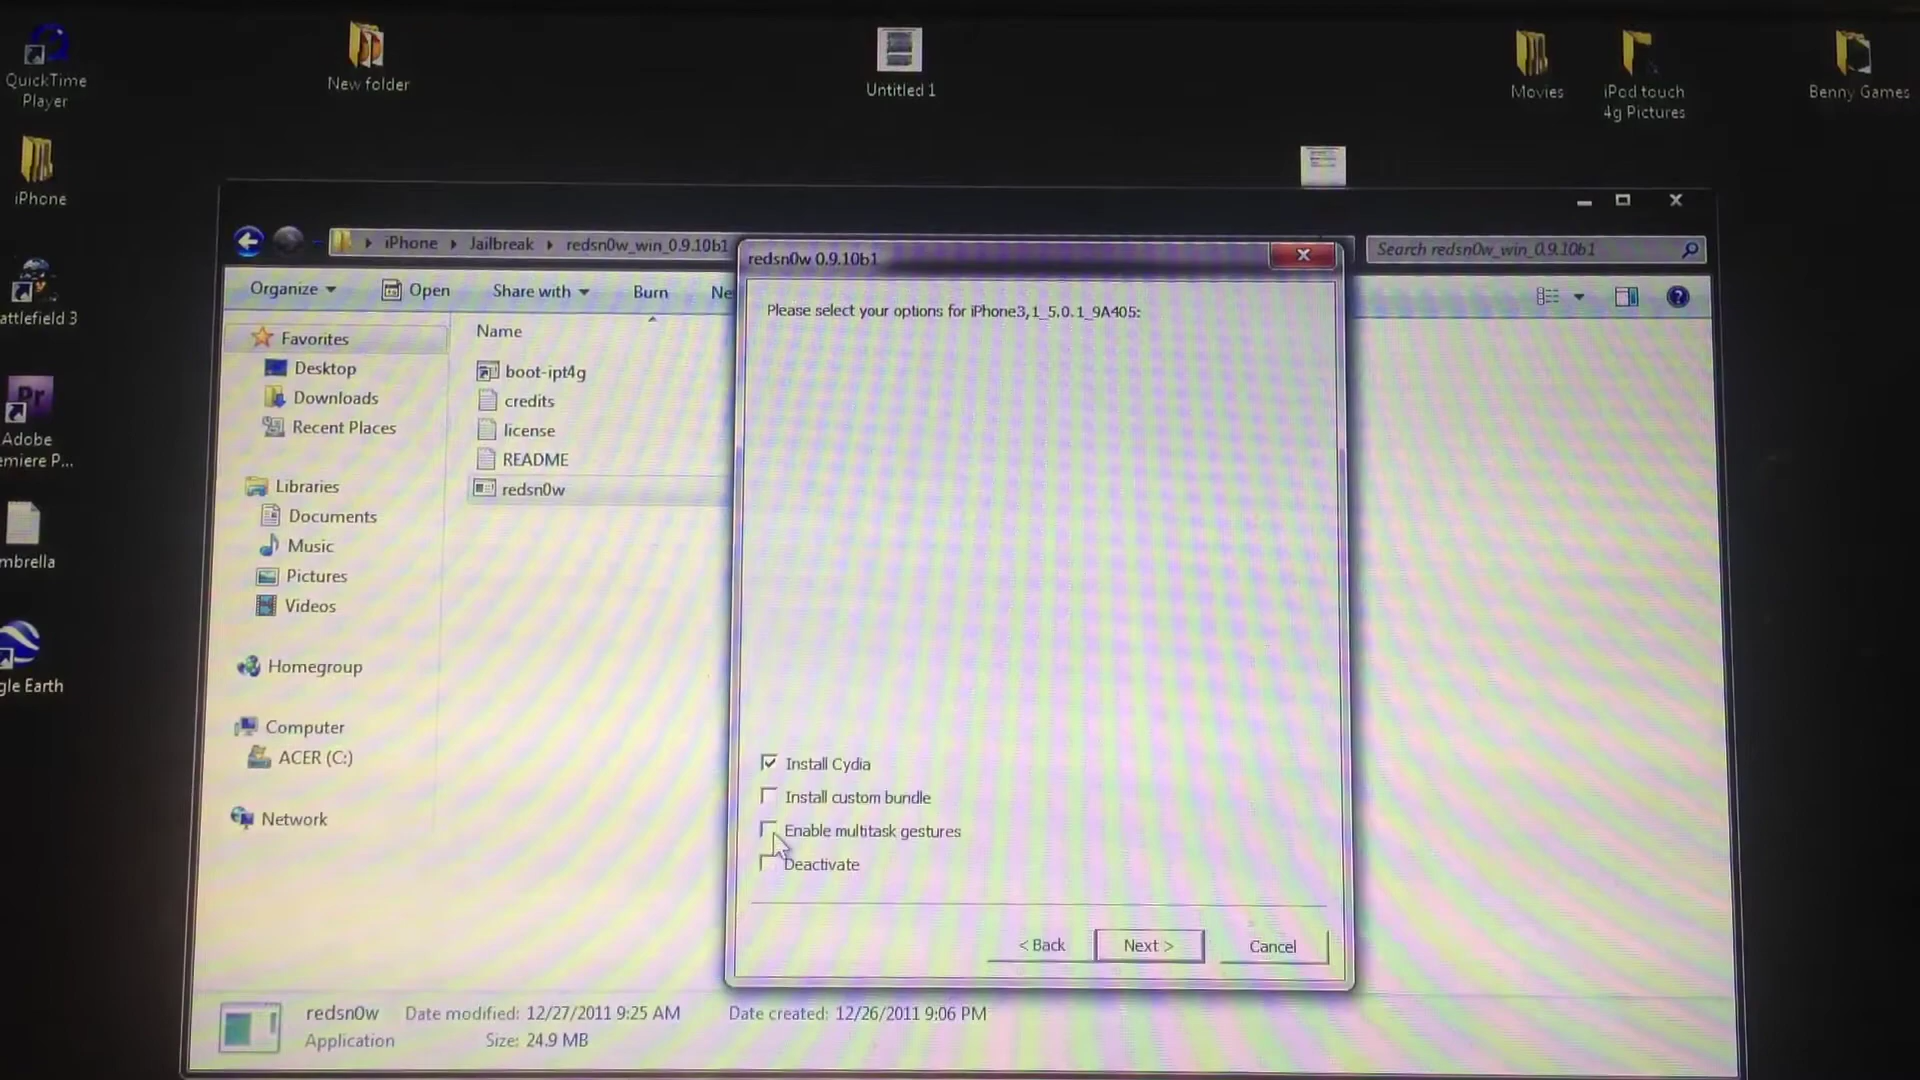 QuickTime
Player
New folder
Untitled 1
Movies
iPod touch
4g Pictures
Benny Games
iPhone
attlefield 3
Adobe
emiere P...
mbrella
gle Earth
iPhone
Jailbreak
redsn0w_win_0.9.10b1
Search redsn0w_win_0.9.10b1
Organize
Open
Share with
Burn
Ne
Favorites
Desktop
Downloads
Recent Places
Libraries
Documents
Music
Pictures
Videos
Homegroup
Computer
ACER (C:)
Network
Name
boot-ipt4g
credits
license
README
redsn0w
redsn0w 0.9.10b1
Please select your options for iPhone3,1_5.0.1_9A405:
Install Cydia
Install custom bundle
Enable multitask gestures
Deactivate
< Back
Next >
Cancel
redsn0w
Date modified: 12/27/2011 9:25 AM
Date created: 12/26/2011 9:06 PM
Application
Size: 24.9 MB
Pr